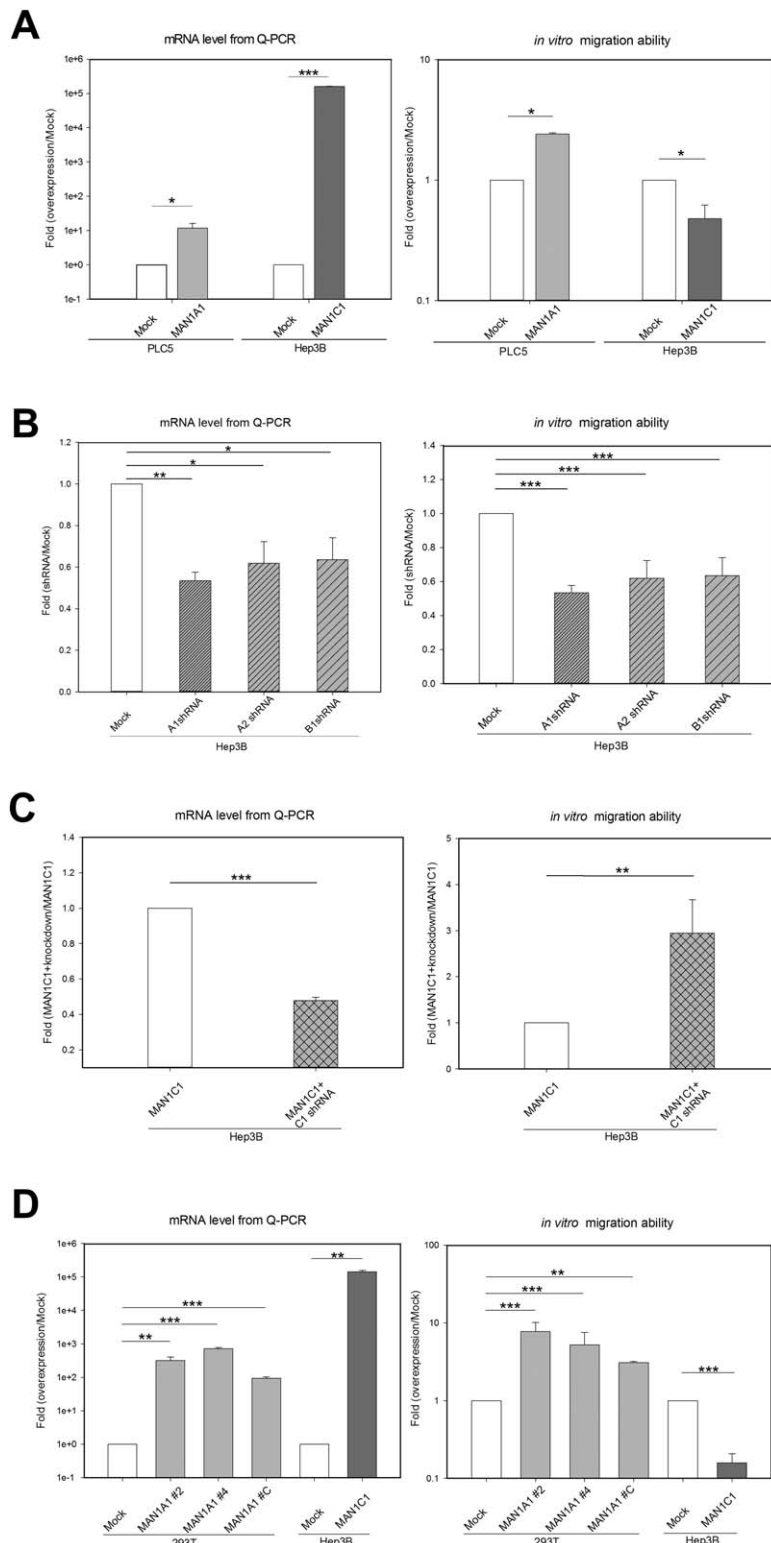 A
mRNA level from Q-PCR
Fold (overexpression/Mock)
1e+6
1e+5
1e+4
1e+3
1e+2
1e+1
1e+0
1e-1
*
***
Mock
MAN1A1
Mock
MAN1C1
PLC5
Hep3B
in vitro migration ability
Fold (overexpression/Mock)
10
1
0.1
*
*
Mock
MAN1A1
Mock
MAN1C1
PLC5
Hep3B
B
mRNA level from Q-PCR
Fold (shRNA/Mock)
1.2
1.0
0.8
0.6
0.4
0.2
0.0
*
*
**
Mock
A1shRNA
A2 shRNA
B1shRNA
Hep3B
in vitro migration ability
Fold (shRNA/Mock)
1.4
1.2
1.0
0.8
0.6
0.4
0.2
0.0
***
***
***
Mock
A1shRNA
A2 shRNA
B1shRNA
Hep3B
C
mRNA level from Q-PCR
Fold (MAN1C1+knockdown/MAN1C1)
1.4
1.2
1.0
0.8
0.6
0.4
0.2
***
MAN1C1
MAN1C1+
C1 shRNA
Hep3B
in vitro migration ability
Fold (MAN1C1+knockdown/MAN1C1)
5
4
3
2
1
0
**
MAN1C1
MAN1C1+
C1 shRNA
Hep3B
D
mRNA level from Q-PCR
Fold (overexpression/Mock)
1e+6
1e+5
1e+4
1e+3
1e+2
1e+1
1e+0
1e-1
**
***
***
**
Mock
MAN1A1 #2
MAN1A1 #4
MAN1A1 #C
Mock
MAN1C1
293T
Hep3B
in vitro migration ability
Fold (overexpression/Mock)
100
10
1
0.1
**
***
***
***
Mock
MAN1A1 #2
MAN1A1 #4
MAN1A1 #C
Mock
MAN1C1
293T
Hep3B